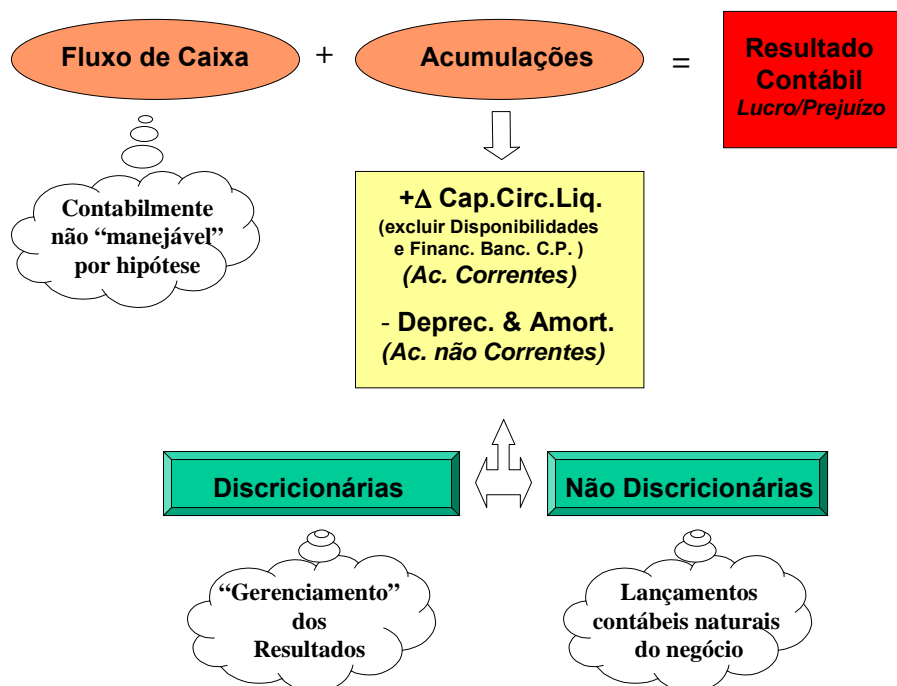 Fluxo de Caixa + Acumulações = Resultado
Contábil
Lucro/Prejuízo
Contabilmente
não “manejável”
por hipótese
+Δ Cap.Circ.Liq.
(excluir Disponibilidades
e Financ. Banc. C.P. )
(Ac. Correntes)
- Deprec. & Amort.
(Ac. não Correntes)
Discricionárias
Não Discricionárias
“Gerenciamento”
dos
Resultados
Lançamentos
contábeis naturais
do negócio